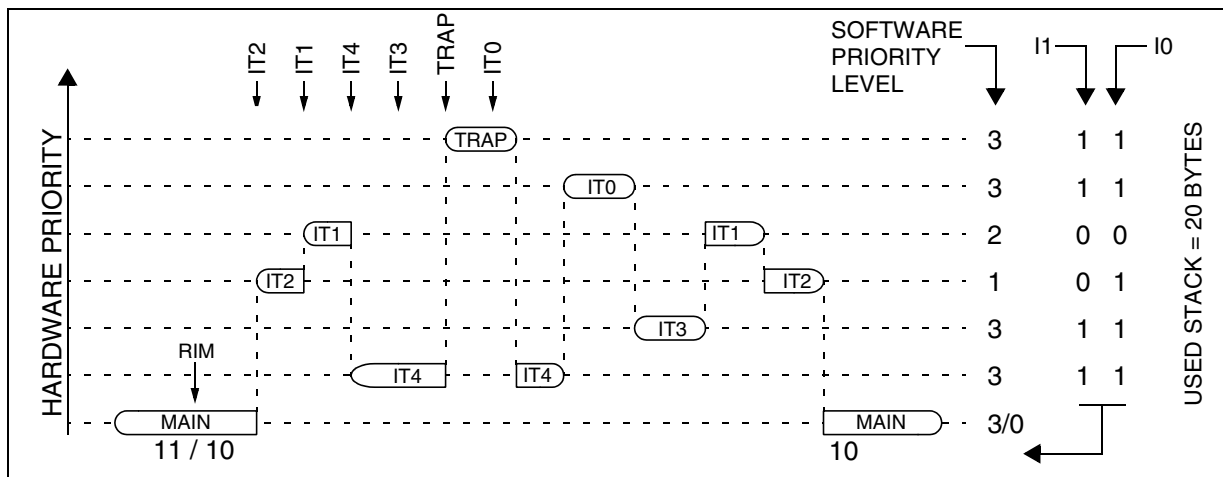 SOFTWARE
PRIORITY
LEVEL
I1
I0
IT2
IT1
IT4
IT3
TRAP
IT0
HARDWARE PRIORITY
TRAP
3
1 1
IT0
3
1 1
IT1
IT1
2
0 0
IT2
IT2
1
0 1
IT3
3
1 1
RIM
IT4
IT4
3
1 1
MAIN
MAIN
3/0
11 / 10
10
USED STACK = 20 BYTES